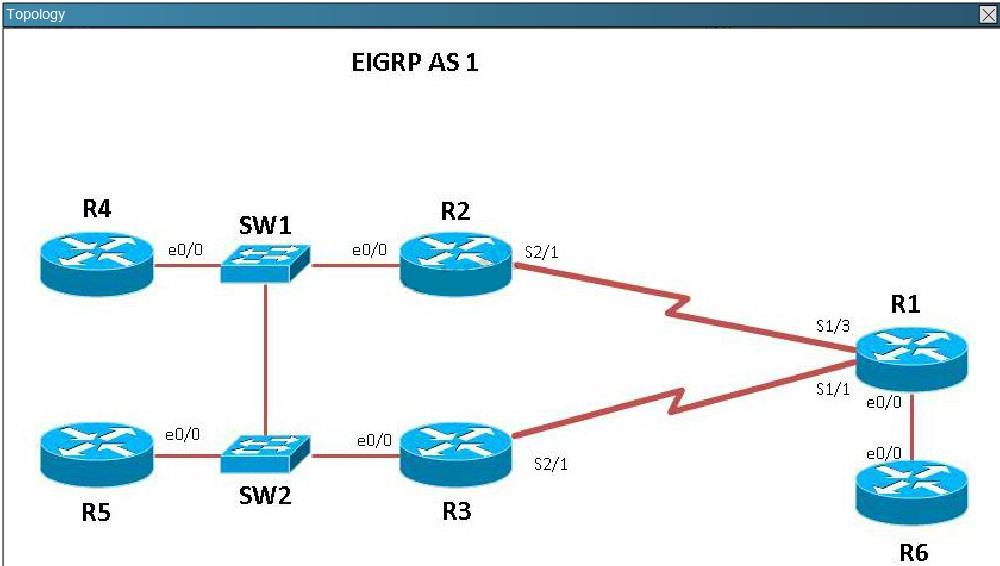 Topology
EIGRP AS 1
R4
SW1
R2
e0/0
e0/0
S2/1
R1
S1/3
S1/1
e0/0
e0/0
e0/0
e0/0
S2/1
R5
SW2
R3
R6